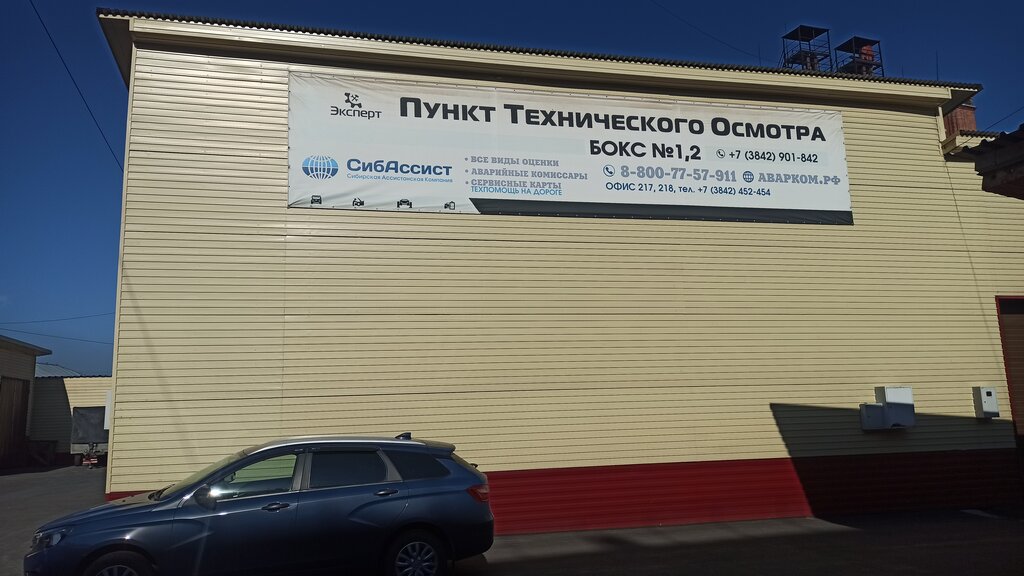 Эксперт
ПУНКТ ТЕХНИЧЕСКОГО ОСМОТРА
БОКС №1,2 +7 (3842) 901-842
СибАссист
Сибирская Ассистанская Компания
• ВСЕ ВИДЫ ОЦЕНКИ
• АВАРИЙНЫЕ КОМИССАРЫ
• СЕРВИСНЫЕ КАРТЫ
ТЕХПОМОЩЬ НА ДОРОГЕ
8-800-77-57-911 АВАРКОМ.РФ
ОФИС 217, 218, тел. +7 (3842) 452-454